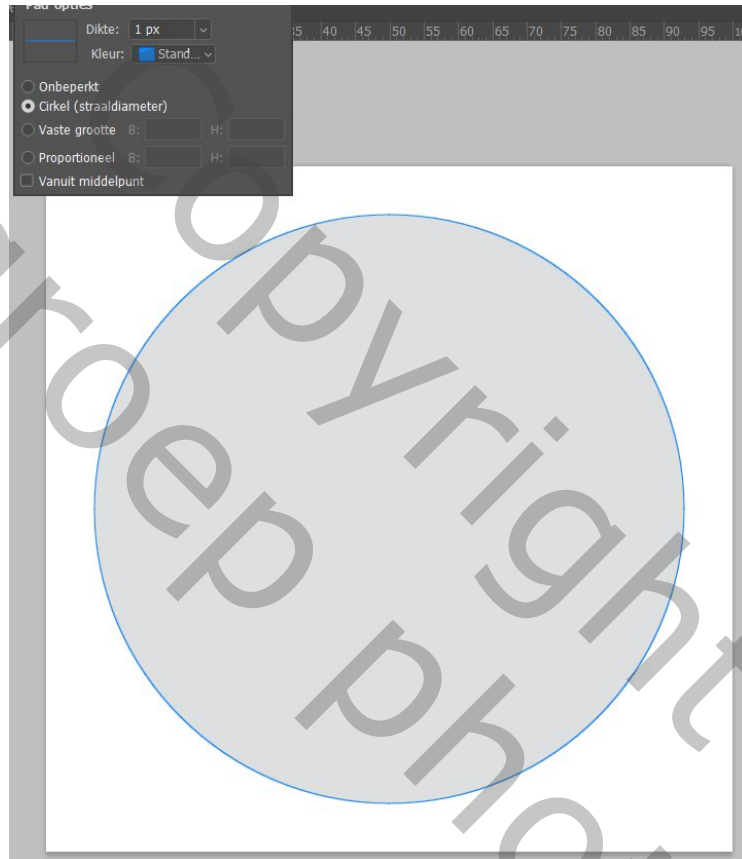 Pad opties
Dikte: 1 px
Kleur: Stand...
35 40 45 50 55 60 65 70 75 80 85 90 95
Onbeperkt
Cirkel (straaldiameter)
Vaste grootte B: H:
Proportioneel B: H:
Vanuit middelpunt
Copyright
roep pho